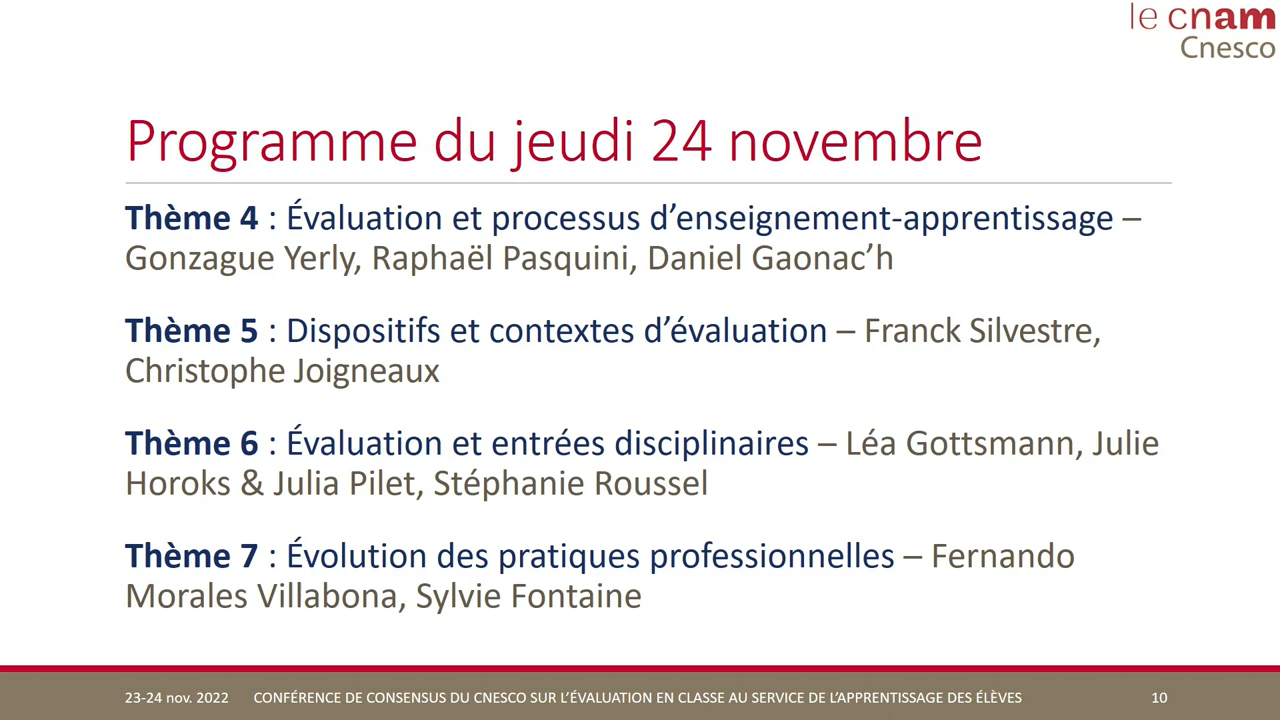 le cnam
Cnesco
Programme du jeudi 24 novembre
Thème 4 : Évaluation et processus d’enseignement-apprentissage –
Gonzague Yerly, Raphaël Pasquini, Daniel Gaonac’h
Thème 5 : Dispositifs et contextes d’évaluation – Franck Silvestre,
Christophe Joigneaux
Thème 6 : Évaluation et entrées disciplinaires – Léa Gottsmann, Julie
Horoks & Julia Pilet, Stéphanie Roussel
Thème 7 : Évolution des pratiques professionnelles – Fernando
Morales Villabona, Sylvie Fontaine
23-24 nov. 2022 CONFÉRENCE DE CONSENSUS DU CNESCO SUR L’ÉVALUATION EN CLASSE AU SERVICE DE L’APPRENTISSAGE DES ÉLÈVES 10